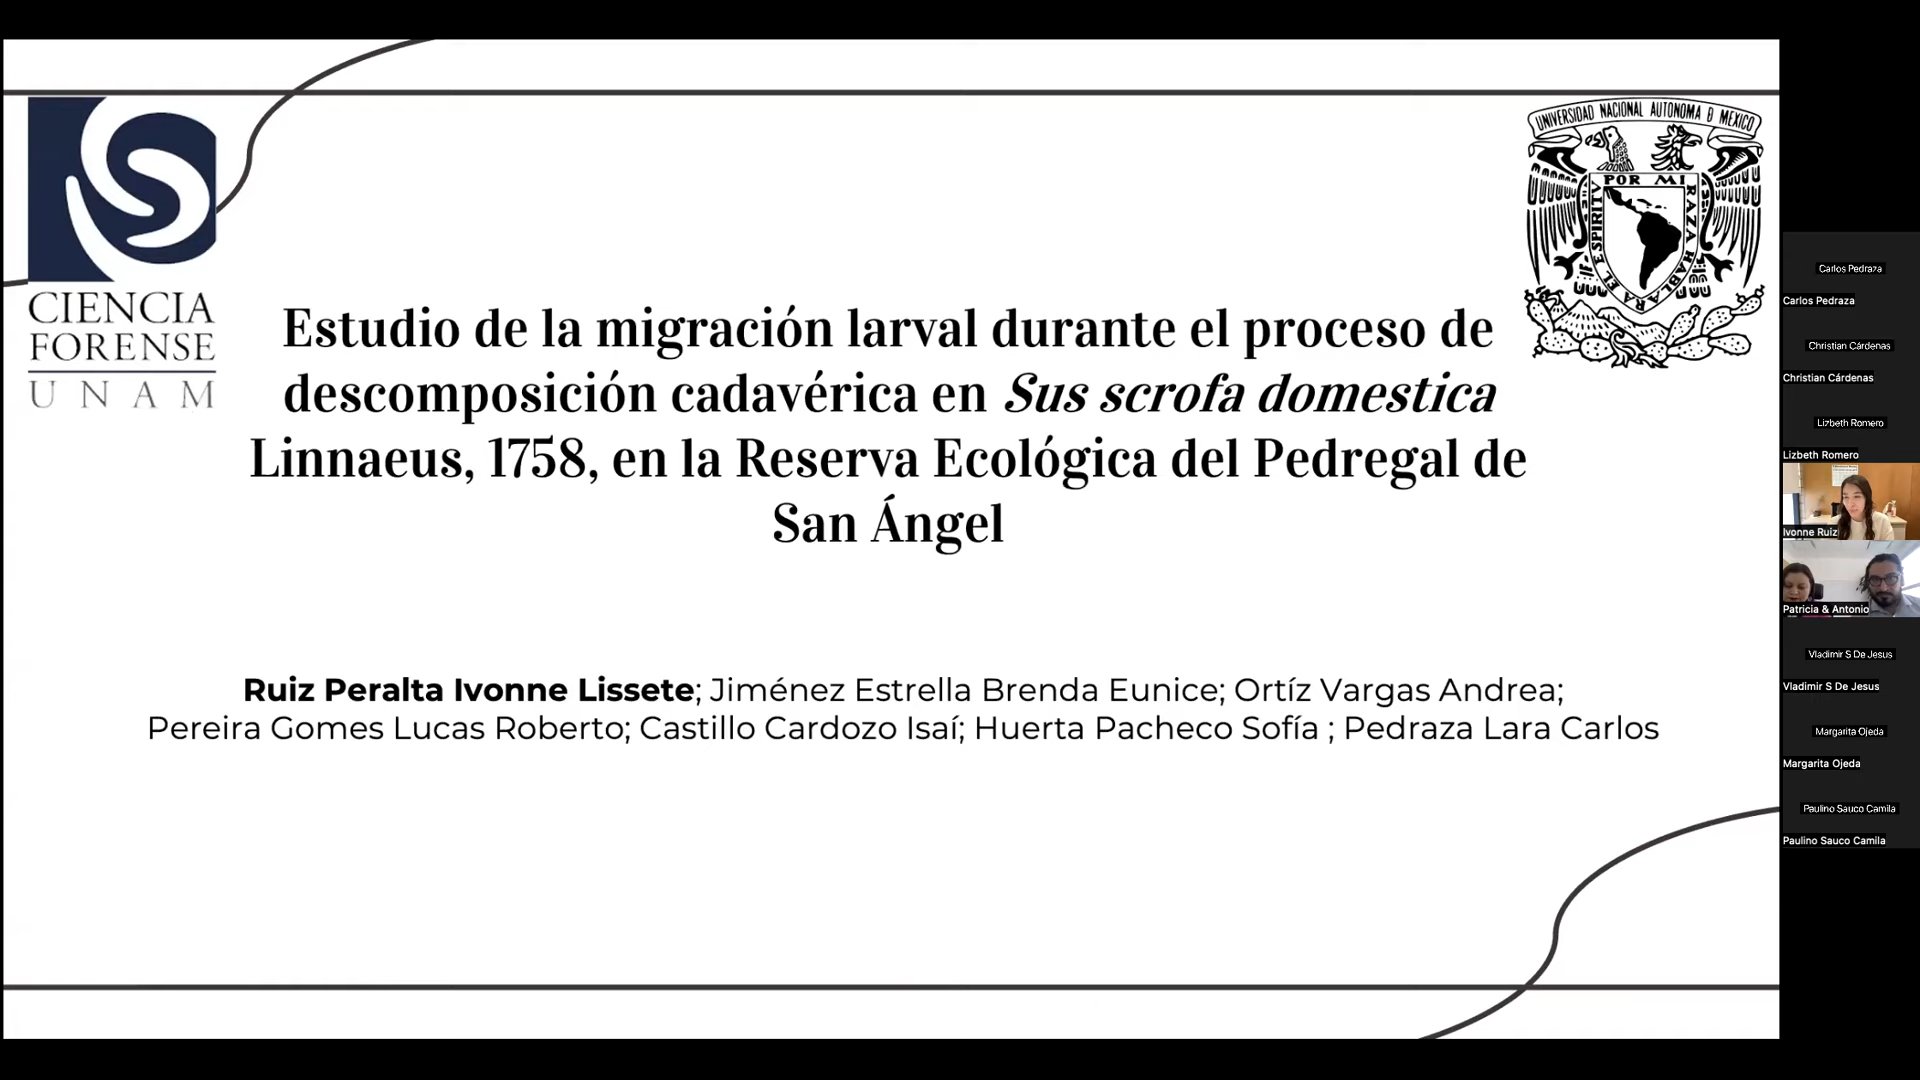 CIENCIA
FORENSE
UNAM
UNIVERSIDAD NACIONAL AUTONOMA D MEXICO
POR MI RAZA HABLARA EL ESPIRITV
Estudio de la migración larval durante el proceso de
descomposición cadavérica en Sus scrofa domestica
Linnaeus, 1758, en la Reserva Ecológica del Pedregal de
San Ángel
Ruiz Peralta Ivonne Lissete; Jiménez Estrella Brenda Eunice; Ortíz Vargas Andrea;
Pereira Gomes Lucas Roberto; Castillo Cardozo Isaí; Huerta Pacheco Sofía ; Pedraza Lara Carlos
Carlos Pedraza
Carlos Pedraza
Christian Cárdenas
Christian Cárdenas
Lizbeth Romero
Lizbeth Romero
Ivonne Ruiz
Patricia & Antonio
Vladimir S De Jesus
Vladimir S De Jesus
Margarita Ojeda
Margarita Ojeda
Paulino Sauco Camila
Paulino Sauco Camila